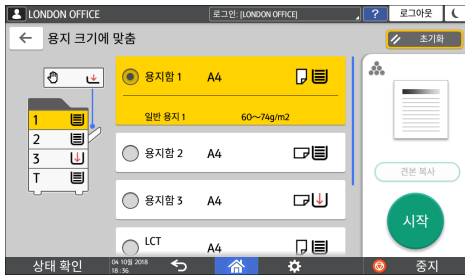 LONDON OFFICE
로그인: [LONDON OFFICE]
?
로그아웃
용지 크기에 맞춤
초기화
용지함 1 A4
일반 용지 1 60~74g/m2
용지함 2 A4
용지함 3 A4
LCT A4
1
2
3
T
견본 복사
시작
상태 확인
04 10월 2018
18 : 36
중지